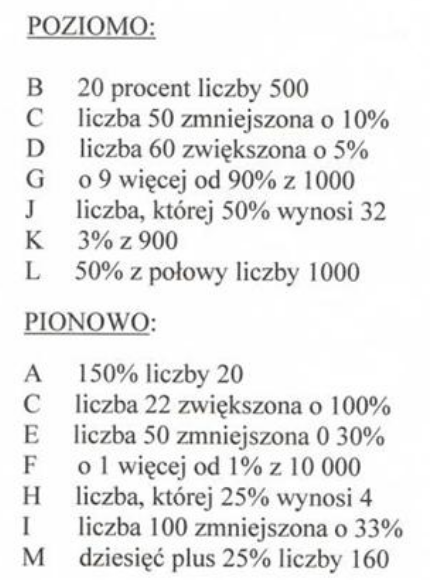 POZIOMO:
B 20 procent liczby 500
C liczba 50 zmniejszona o 10%
D liczba 60 zwiększona o 5%
G o 9 więcej od 90% z 1000
J liczba, której 50% wynosi 32
K 3% z 900
L 50% z połowy liczby 1000
PIONOWO:
A 150% liczby 20
C liczba 22 zwiększona o 100%
E liczba 50 zmniejszona 0 30%
F o 1 więcej od 1% z 10 000
H liczba, której 25% wynosi 4
I liczba 100 zmniejszona o 33%
M dziesięć plus 25% liczby 160